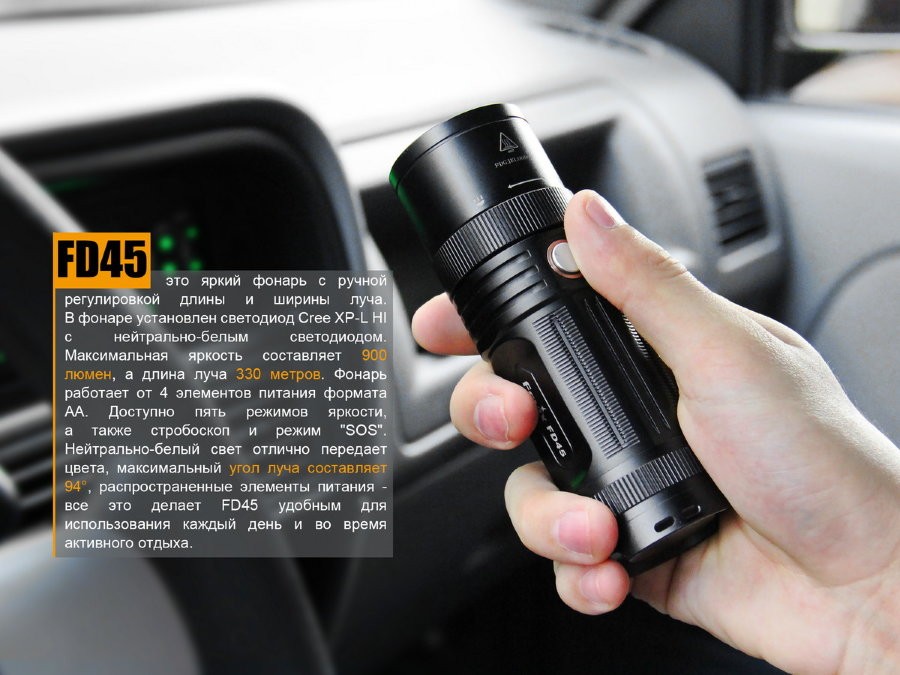 FD45
это яркий фонарь с ручной
регулировкой длины и ширины луча.
В фонаре установлен светодиод Cree XP-L HI
с нейтрально-белым светодиодом.
Максимальная яркость составляет 900
люмен, а длина луча 330 метров. Фонарь
работает от 4 элементов питания формата
АА. Доступно пять режимов яркости,
а также стробоскоп и режим "SOS".
Нейтрально-белый свет отлично передает
цвета, максимальный угол луча составляет
94°, распространенные элементы питания -
все это делает FD45 удобным для
использования каждый день и во время
активного отдыха.
FD45